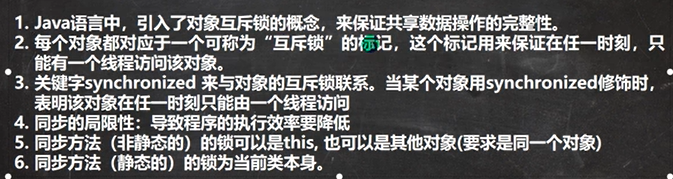 1. Java语言中，引入了对象互斥锁的概念，来保证共享数据操作的完整性。
2. 每个对象都对应于一个可称为“互斥锁”的标记，这个标记用来保证在任一时刻，只
能有一个线程访问该对象。
3. 关键字synchronized 来与对象的互斥锁联系。当某个对象用synchronized修饰时，
表明该对象在任一时刻只能由一个线程访问
4. 同步的局限性：导致程序的执行效率要降低
5. 同步方法（非静态的）的锁可以是this, 也可以是其他对象(要求是同一个对象)
6. 同步方法（静态的）的锁为当前类本身。